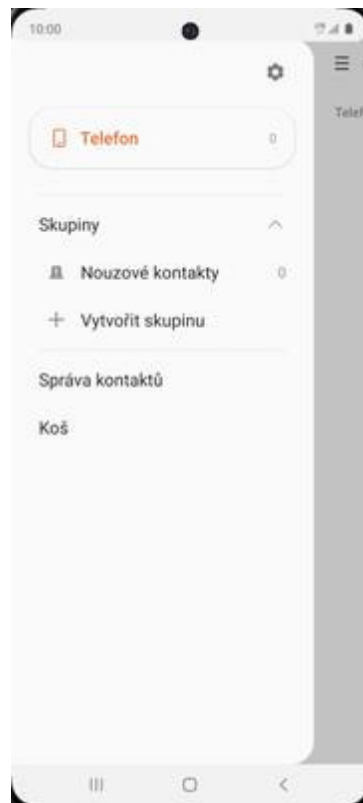 10:00
Telefon 0
Skupiny
Nouzové kontakty 0
Vytvořit skupinu
Správa kontaktů
Koš